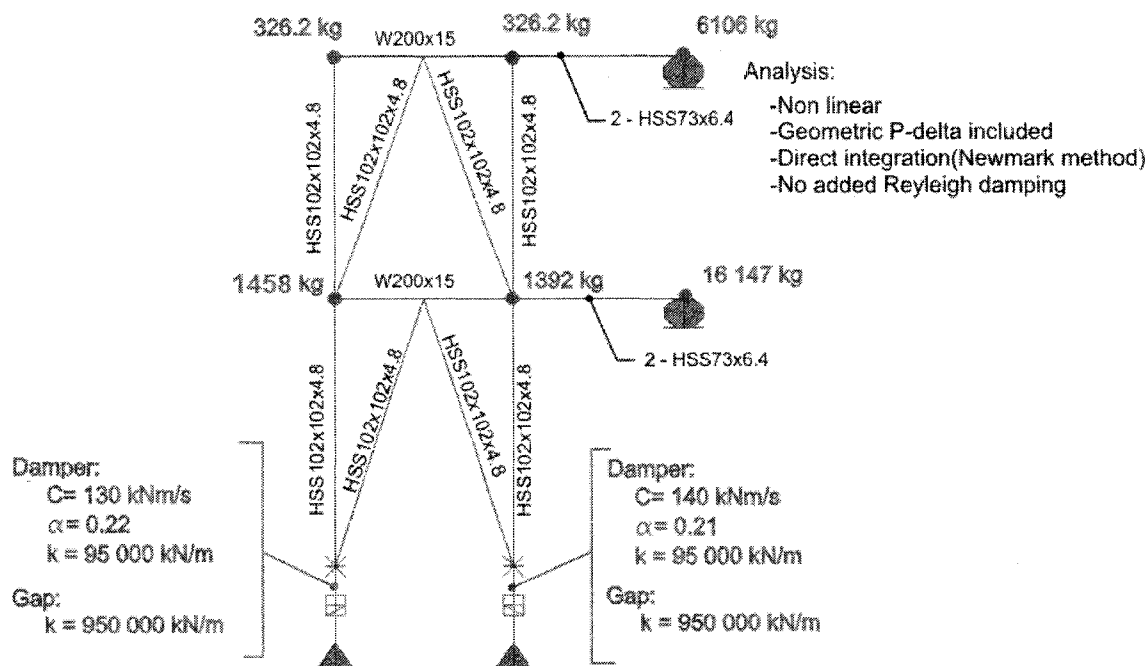 326.2 kg
326.2 kg
6106 kg
W200x15
Analysis:
-Non linear
-Geometric P-delta included
-Direct integration(Newmark method)
-No added Reyleigh damping
2 - HSS73x6.4
HSS102x102x4.8
HSS102x102x4.8
HSS102x102x4.8
HSS102x102x4.8
1458 kg
W200x15
1392 kg
16 147 kg
2 - HSS73x6.4
HSS102x102x4.8
HSS102x102x4.8
HSS102x102x4.8
HSS102x102x4.8
Damper:
C= 130 kNm/s
α= 0.22
k = 95 000 kN/m
Gap:
k = 950 000 kN/m
Damper:
C= 140 kNm/s
α= 0.21
k = 95 000 kN/m
Gap:
k = 950 000 kN/m